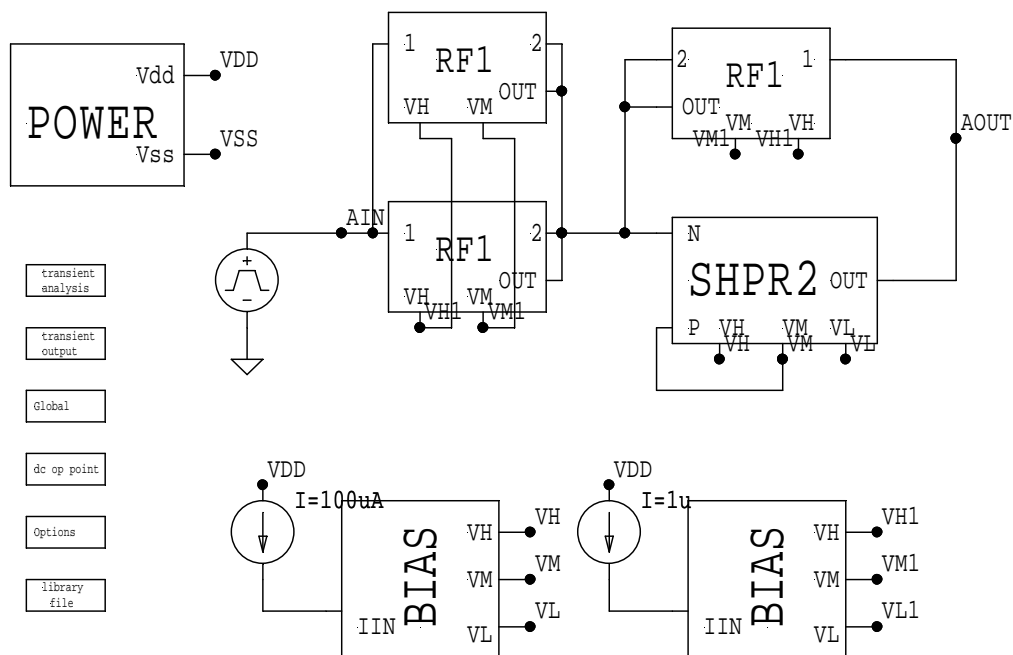 1
RF1
2
OUT
VH
VM
2
RF1
1
OUT
VM
VH
VM1
VH1
AOUT
Vdd
VDD
POWER
Vss
VSS
AIN
1
RF1
2
OUT
VH
VM
VH1
VM1
N
SHPR2
OUT
P
VH
VM
VL
VH
VM
VL
+
−
transient
analysis
transient
output
Global
dc op point
Options
library
file
VDD
I=100uA
BIAS
IIN
VH
VM
VL
VH
VM
VL
VDD
I=1u
BIAS
IIN
VH
VM
VL
VH1
VM1
VL1